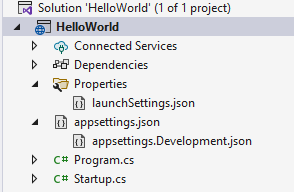 Solution 'HelloWorld' (1 of 1 project)
HelloWorld
Connected Services
Dependencies
Properties
launchSettings.json
appsettings.json
appsettings.Development.json
C# Program.cs
C# Startup.cs